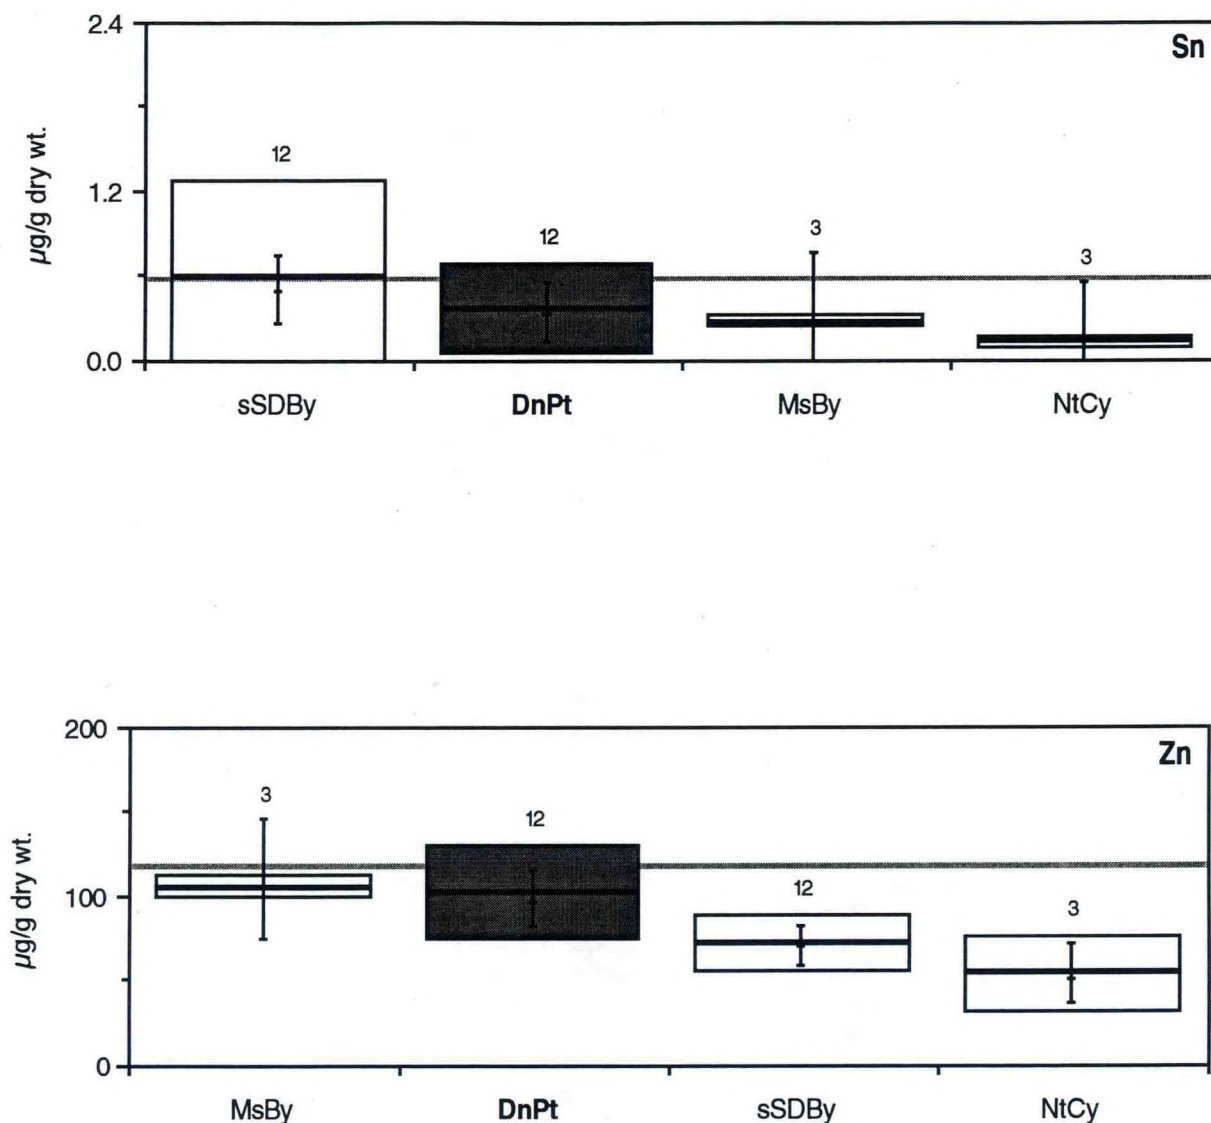 2.4
Sn
12
1.2
µg/g dry wt.
12
3
3
0.0
sSDBy DnPt MsBy NtCy
200
Zn
3
12
µg/g dry wt.
100
12
3
0
MsBy DnPt sSDBy NtCy